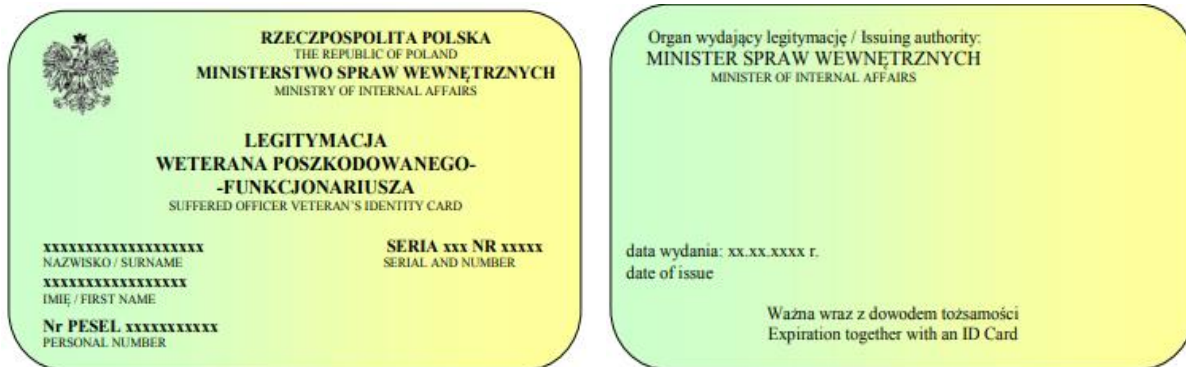 RZECZPOSPOLITA POLSKA
THE REPUBLIC OF POLAND
MINISTERSTWO SPRAW WEWNĘTRZNYCH
MINISTRY OF INTERNAL AFFAIRS
LEGITYMACJA
WETERANA POSZKODOWANEGO-
-FUNKCJONARIUSZA
SUFFERED OFFICER VETERAN'S IDENTITY CARD
xxxxxxxxxxxxxxxxxxx
NAZWISKO / SURNAME
SERIA xxx NR xxxxx
SERIAL AND NUMBER
xxxxxxxxxxxxxxxxx
IMIĘ / FIRST NAME
Nr PESEL xxxxxxxxxxx
PERSONAL NUMBER
Organ wydający legitymację / Issuing authority:
MINISTER SPRAW WEWNĘTRZNYCH
MINISTER OF INTERNAL AFFAIRS
data wydania: xx.xx.xxxx r.
date of issue
Ważna wraz z dowodem tożsamości
Expiration together with an ID Card